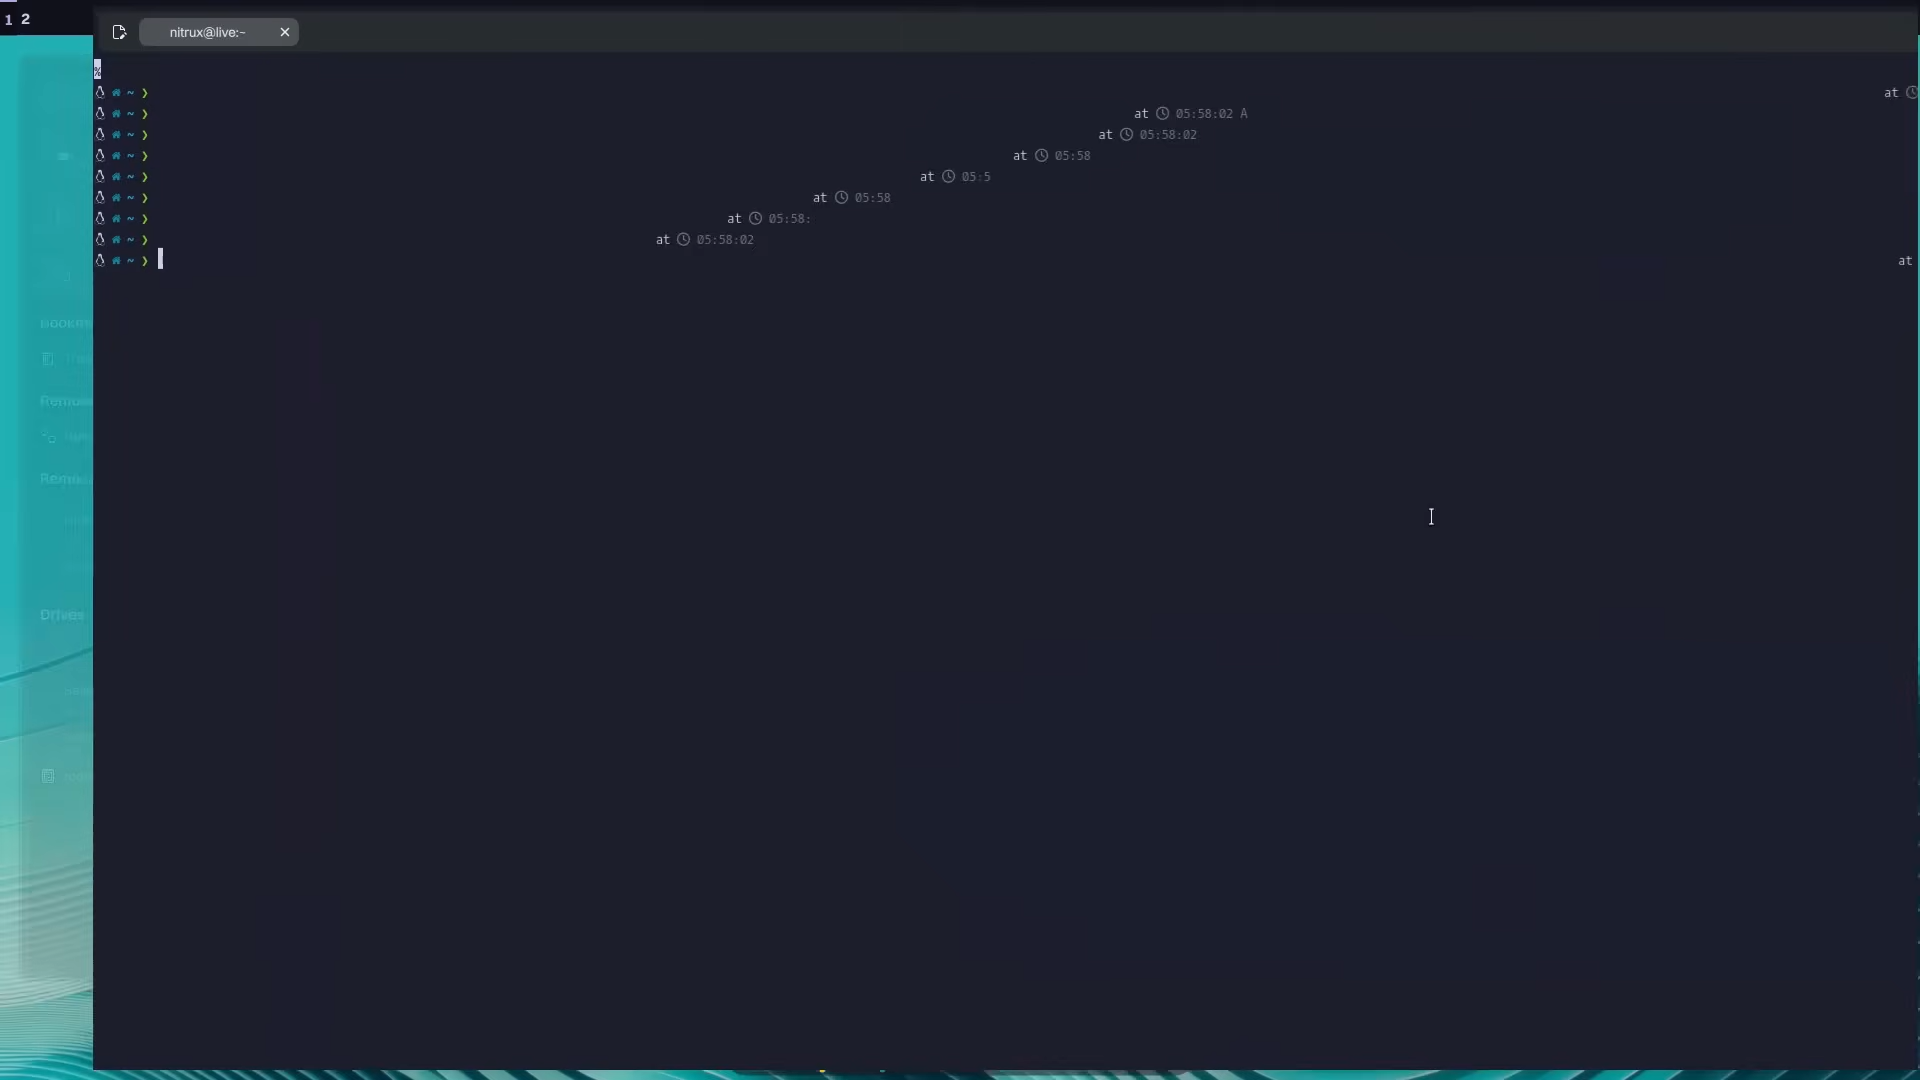 1 2
nitrux@live:~
%
~ ❯ at
~ ❯ at 05:58:02 A
~ ❯ at 05:58:02
~ ❯ at 05:58
~ ❯ at 05:5
~ ❯ at 05:58
~ ❯ at 05:58:
~ ❯ at 05:58:02
~ ❯ at
Drives